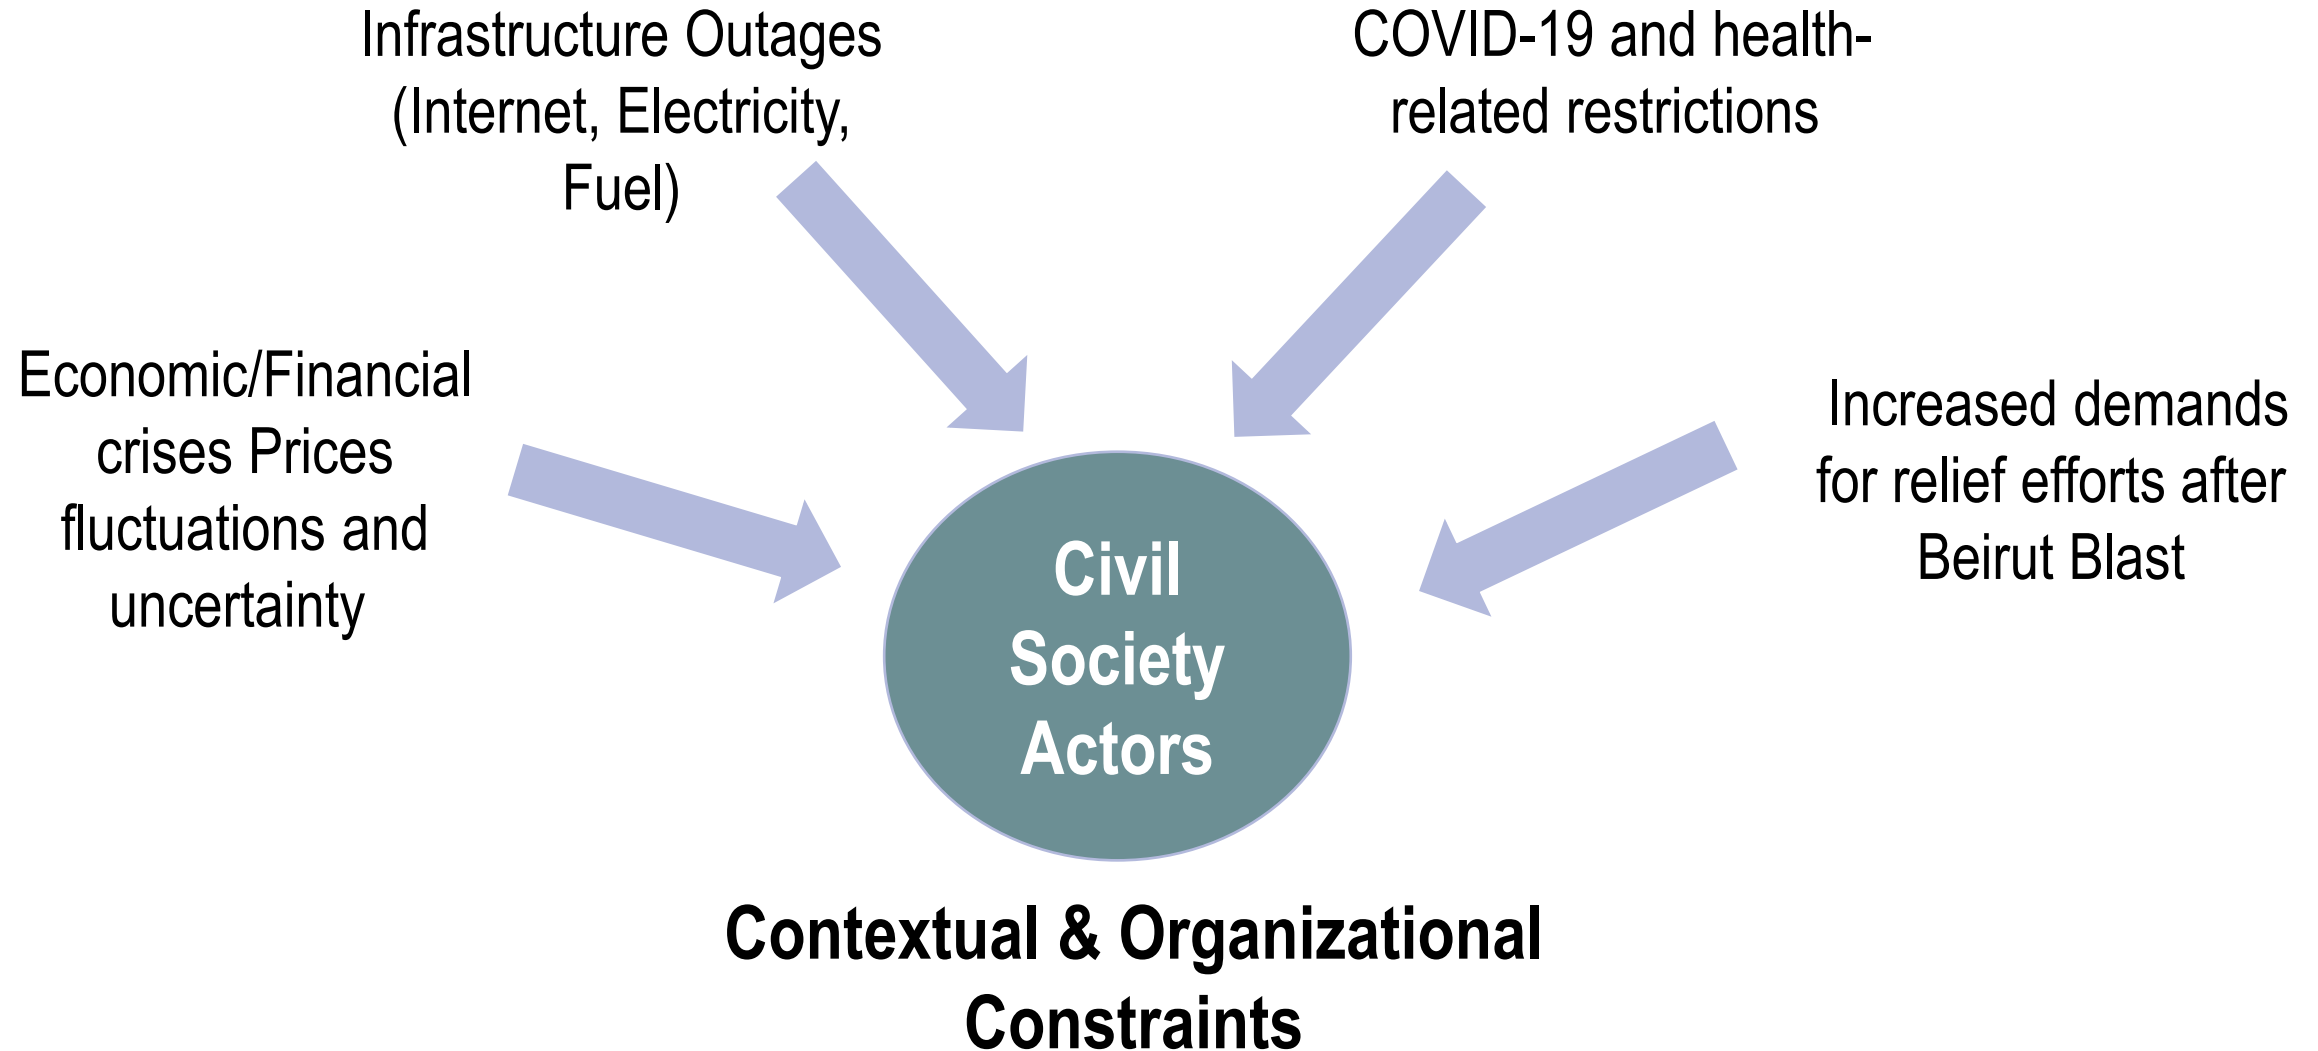 Infrastructure Outages
(Internet, Electricity,
Fuel)
COVID-19 and health-
related restrictions
Economic/Financial
crises Prices
fluctuations and
uncertainty
Increased demands
for relief efforts after
Beirut Blast
Civil
Society
Actors
Contextual & Organizational
Constraints